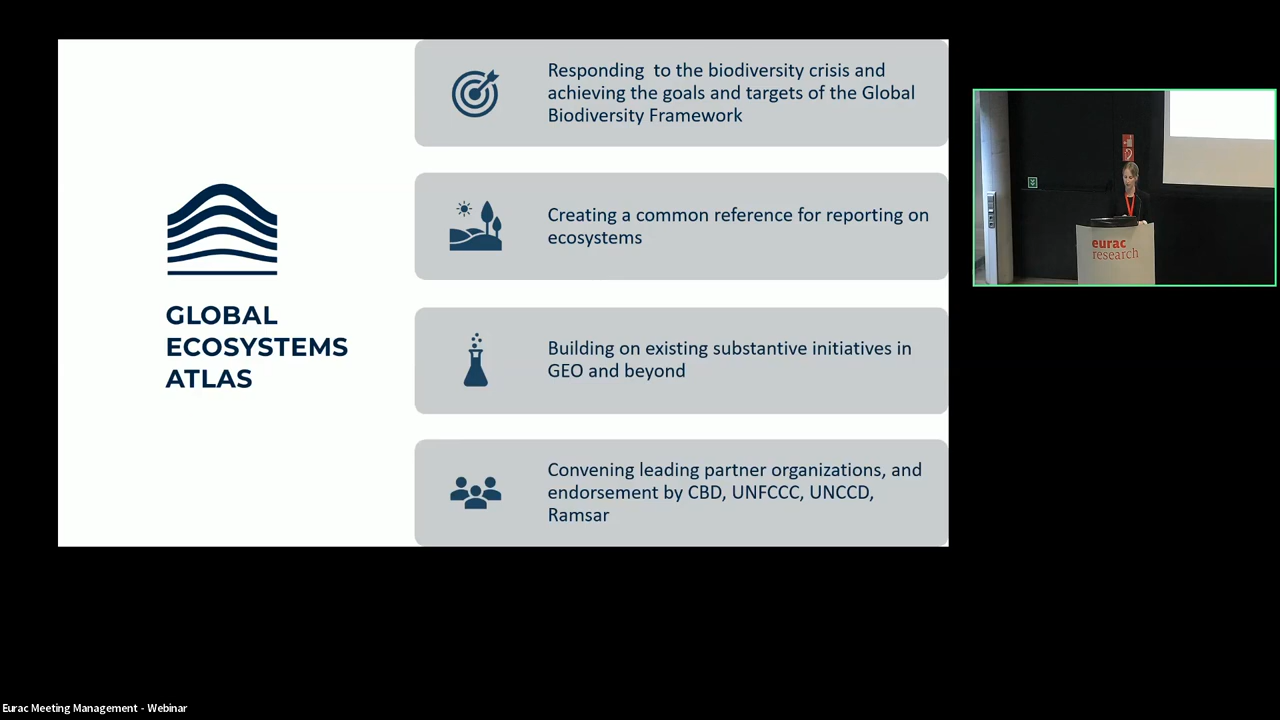 Responding  to the biodiversity crisis and
achieving the goals and targets of the Global
Biodiversity Framework
Creating a common reference for reporting on
ecosystems
GLOBAL
ECOSYSTEMS
ATLAS
Building on existing substantive initiatives in
GEO and beyond
Convening leading partner organizations, and
endorsement by CBD, UNFCCC, UNCCD,
Ramsar
eurac
research
Eurac Meeting Management - Webinar